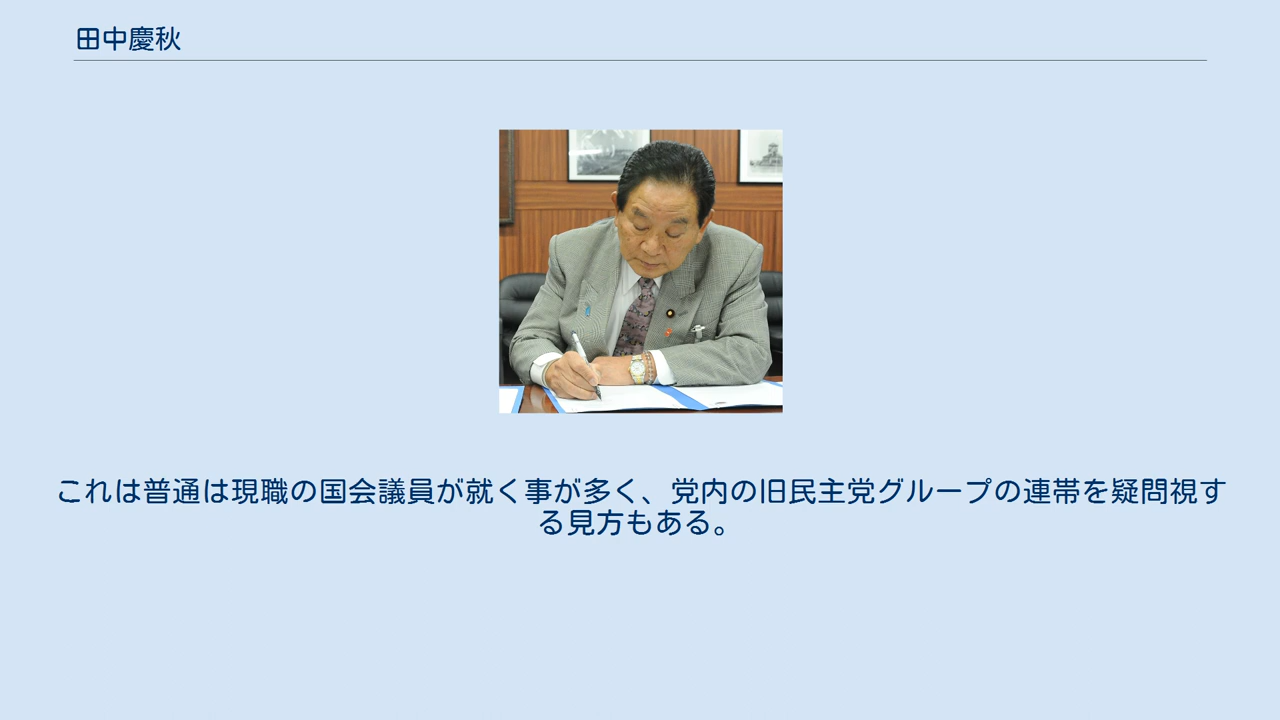 田中慶秋
これは普通は現職の国会議員が就く事が多く、党内の旧民主党グループの連帯を疑問視す
る見方もある。